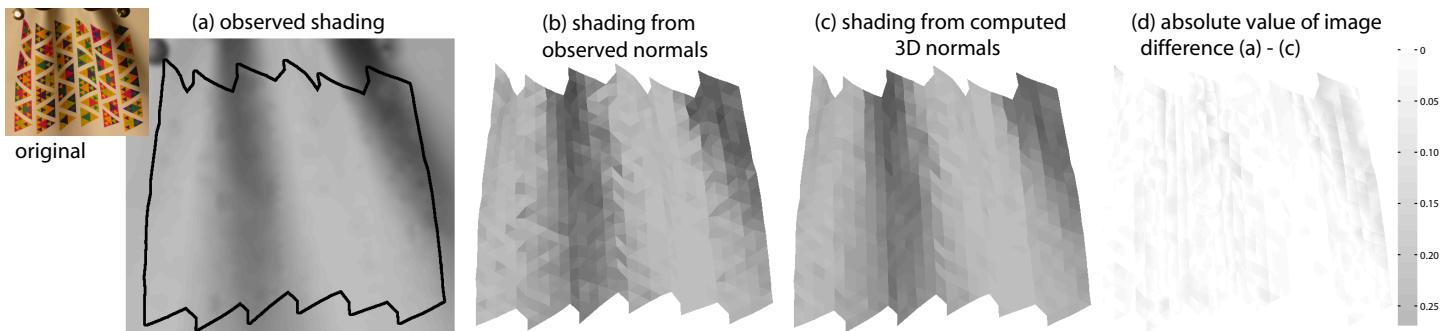 (a) observed shading
(b) shading from
observed normals
(c) shading from computed
3D normals
(d) absolute value of image
difference (a) - (c)
original
0
0.05
0.10
0.15
0.20
0.25